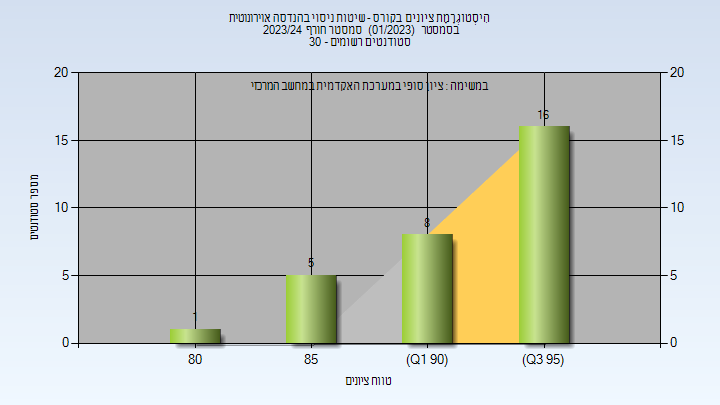 היסטוגרמת ציונים בקורס - שיטות ניסוי בהנדסה אוירונוטית
בסמסטר (01/2023) סמסטר חורף 2023/24
סטודנטים רשומים - 30
במשימה : ציון סופי במערכת האקדמית במחשב המרכזי
20 20
15 15
10 10
5 5
0 0
16
8
5
1
מספר סטודנטים
80 85 (Q1 90) (Q3 95)
טווח ציונים